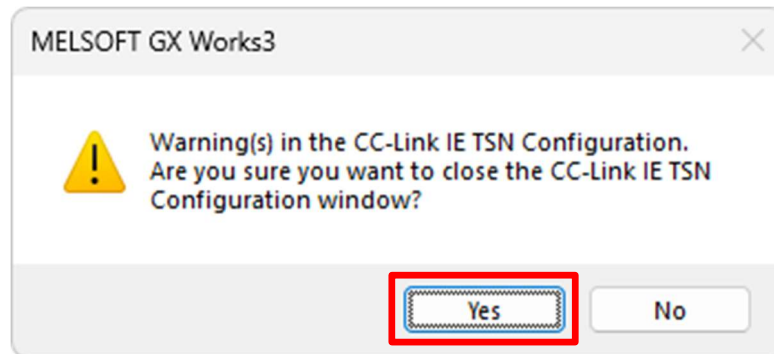 MELSOFT GX Works3
Warning(s) in the CC-Link IE TSN Configuration.
Are you sure you want to close the CC-Link IE TSN
Configuration window?
Yes
No